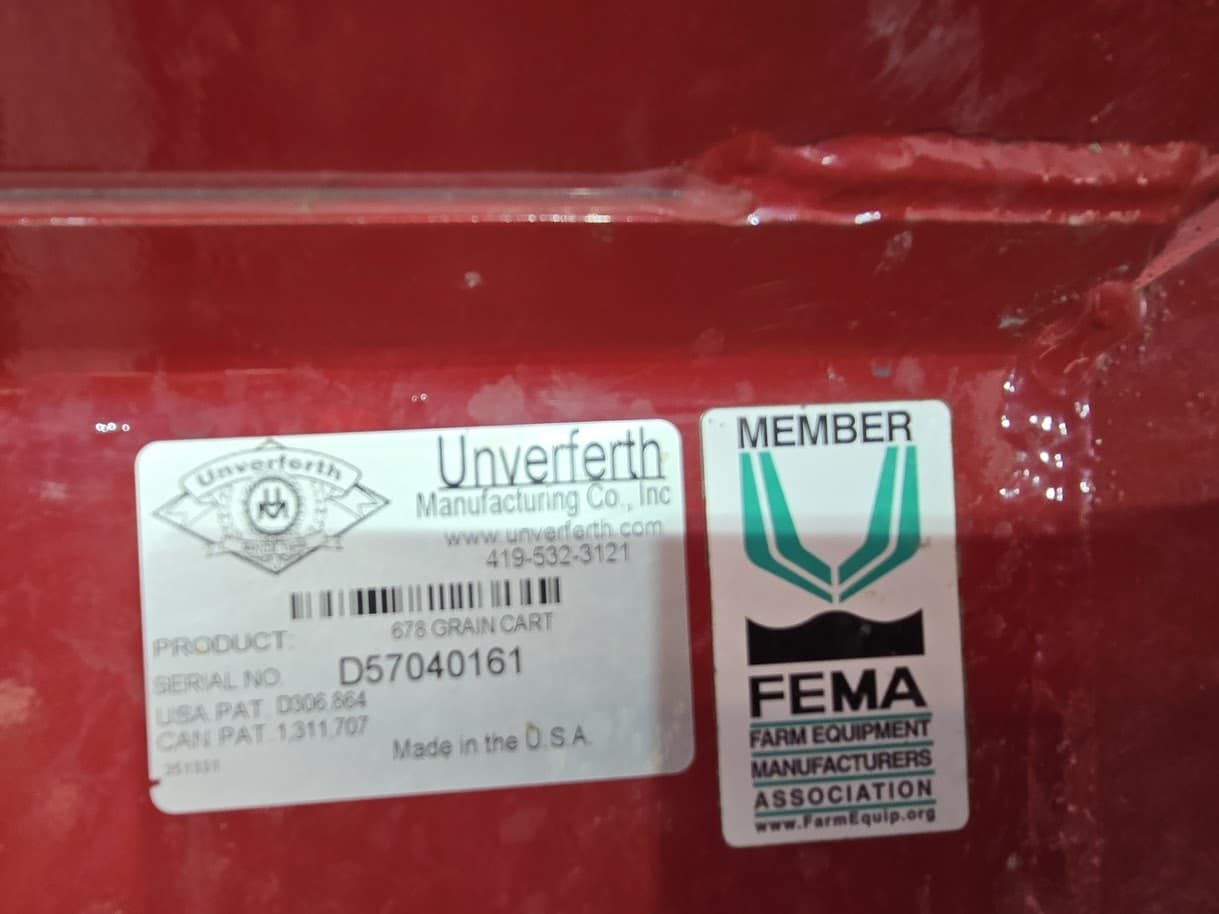 Unverferth
Unverferth
Manufacturing Co., Inc
www.unverferth.com
419-532-3121
678 GRAIN CART
PRODUCT:
SERIAL NO. D57040161
USA PAT. D306,864
CAN PAT. 1,311,707
Made in the U.S.A.
MEMBER
FEMA
FARM EQUIPMENT
MANUFACTURERS
ASSOCIATION
www.FarmEquip.org